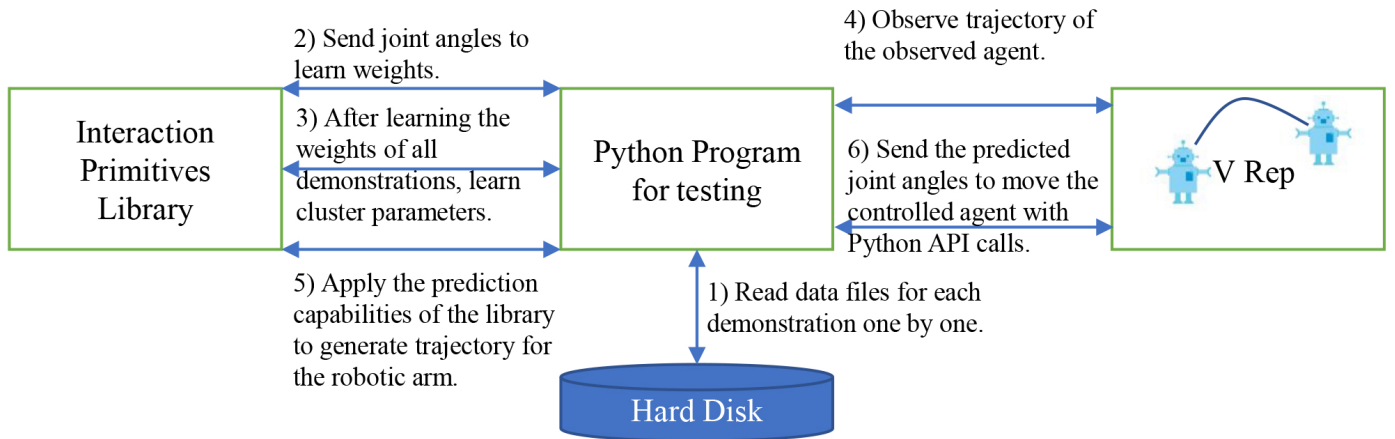 2) Send joint angles to
learn weights.
4) Observe trajectory of
the observed agent.
Interaction
Primitives
Library
3) After learning the
weights of all
demonstrations, learn
cluster parameters.
Python Program
for testing
6) Send the predicted
joint angles to move the
controlled agent with
Python API calls.
V Rep
5) Apply the prediction
capabilities of the library
to generate trajectory for
the robotic arm.
1) Read data files for each
demonstration one by one.
Hard Disk